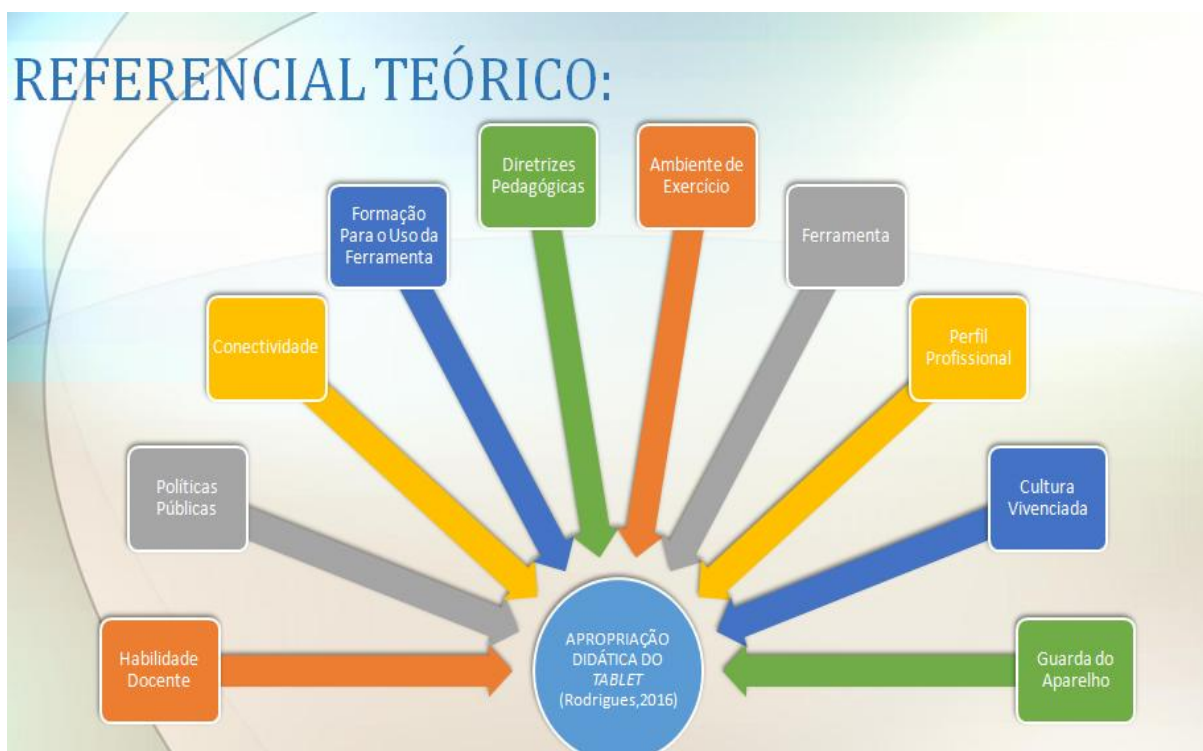 REFERENCIAL TEÓRICO:
Diretrizes
Pedagógicas
Ambiente de
Exercício
Formação
Para o Uso da
Ferramenta
Ferramenta
Conectividade
Perfil
Profissional
Políticas
Públicas
Cultura
Vivenciada
Habilidade
Docente
APROPRIAÇÃO
DIDÁTICA DO
TABLET
(Rodrigues,2016)
Guarda do
Aparelho